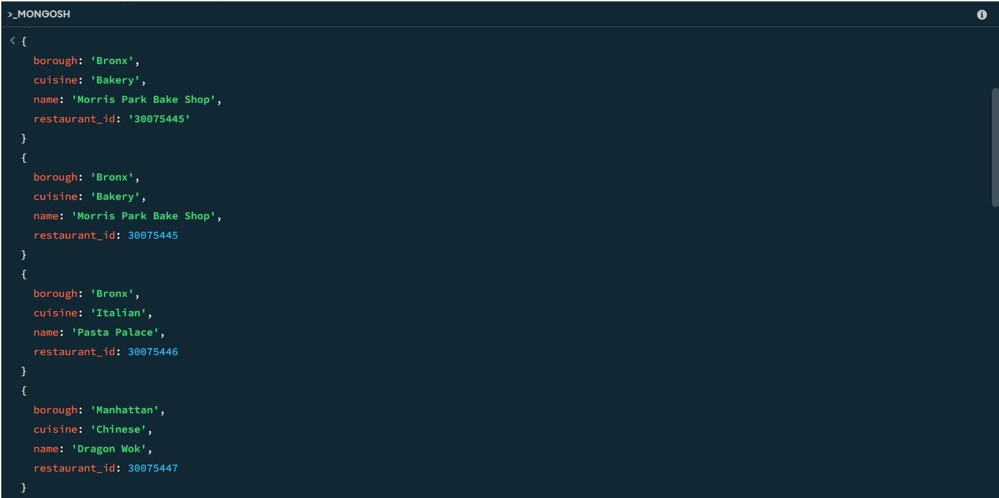 >_MONGOSH
{
borough: 'Bronx',
cuisine: 'Bakery',
name: 'Morris Park Bake Shop',
restaurant_id: '30075445'
}
{
borough: 'Bronx',
cuisine: 'Bakery',
name: 'Morris Park Bake Shop',
restaurant_id: 30075445
}
{
borough: 'Bronx',
cuisine: 'Italian',
name: 'Pasta Palace',
restaurant_id: 30075446
}
{
borough: 'Manhattan',
cuisine: 'Chinese',
name: 'Dragon Wok',
restaurant_id: 30075447
}